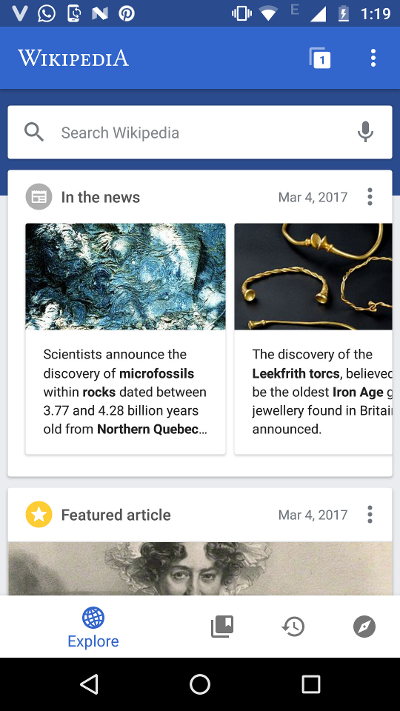 1:19
WIKIPEDIA
1
Search Wikipedia
In the news
Mar 4, 2017
Scientists announce the
discovery of microfossils
within rocks dated between
3.77 and 4.28 billion years
old from Northern Quebec...
The discovery of the
Leekfrith torcs, believed
be the oldest Iron Age g
jewellery found in Britai
announced.
Featured article
Mar 4, 2017
Explore